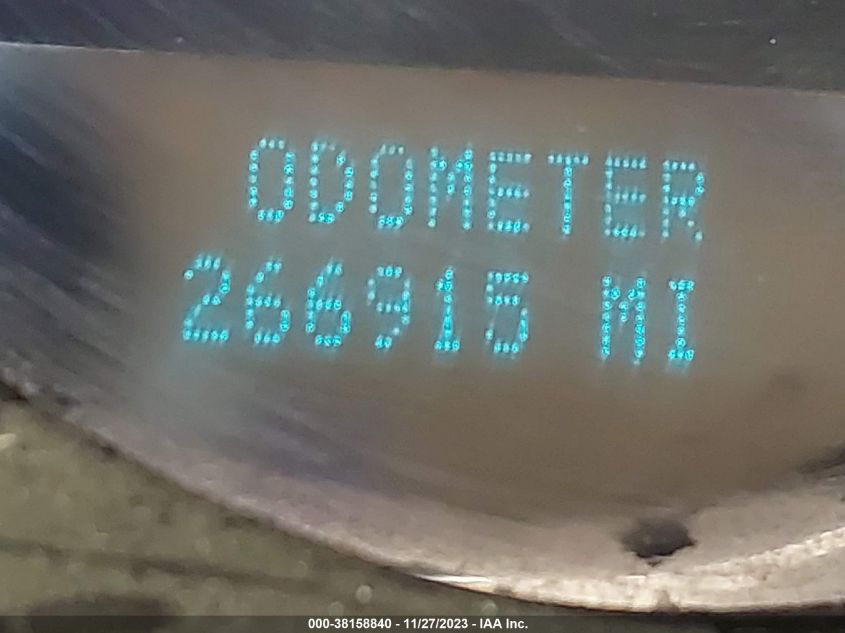 ODOMETER
266915 MI
000-38158840 - 11/27/2023 - IAA Inc.